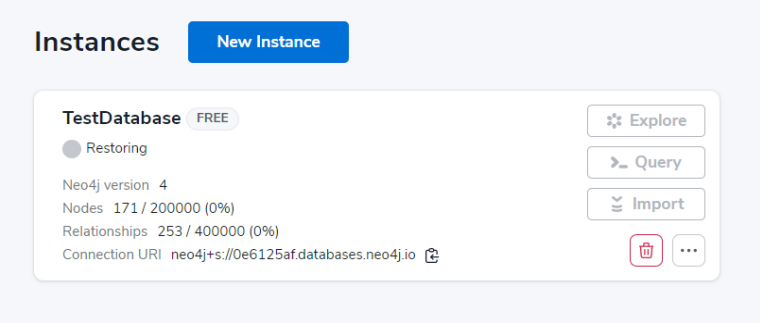 Instances
New Instance
TestDatabase FREE
Restoring
Neo4j version 4
Nodes 171 / 200000 (0%)
Relationships 253 / 400000 (0%)
Connection URI neo4j+s://0e6125af.databases.neo4j.io
Explore
Query
Import